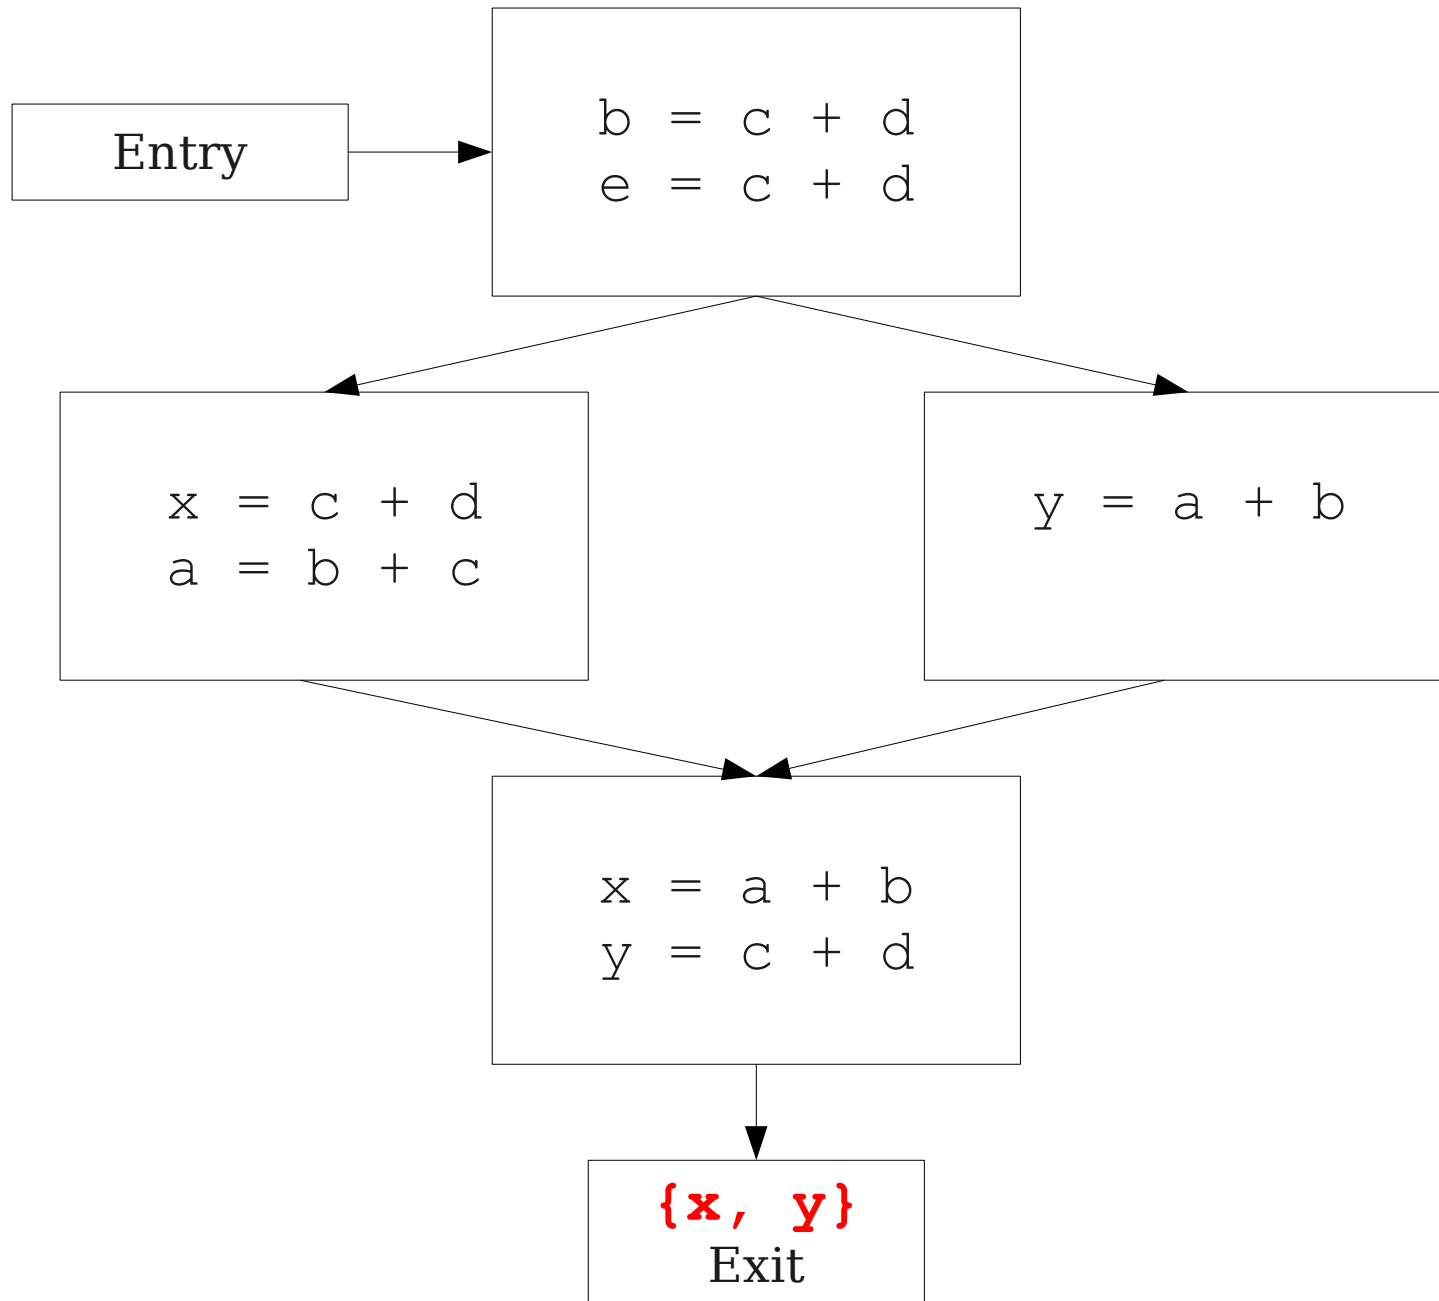 b = c + d
e = c + d
Entry
x = c + d
a = b + c
y = a + b
x = a + b
y = c + d
{x, y}
Exit